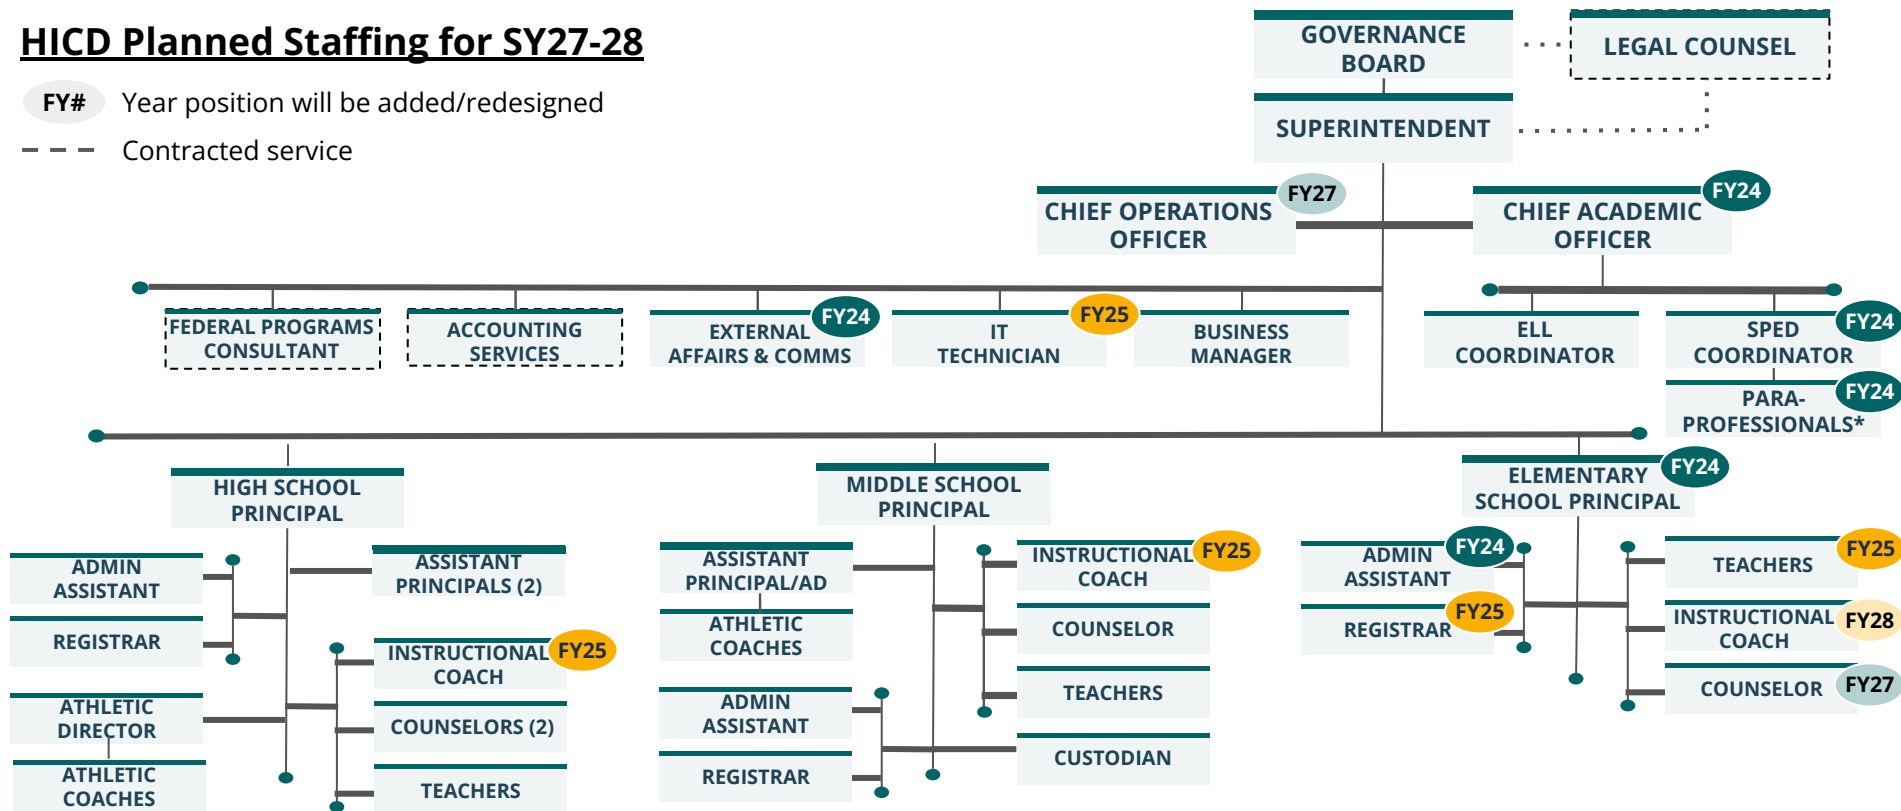 HICD Planned Staffing for SY27-28
FY# Year position will be added/redesigned
Contracted service
GOVERNANCE
BOARD
LEGAL COUNSEL
SUPERINTENDENT
CHIEF OPERATIONS
OFFICER
FY27
CHIEF ACADEMIC
OFFICER
FY24
FEDERAL PROGRAMS
CONSULTANT
ACCOUNTING
SERVICES
EXTERNAL
AFFAIRS & COMMS
FY24
IT
TECHNICIAN
FY25
BUSINESS
MANAGER
ELL
COORDINATOR
SPED
COORDINATOR
FY24
PARA-
PROFESSIONALS*
FY24
HIGH SCHOOL
PRINCIPAL
MIDDLE SCHOOL
PRINCIPAL
ELEMENTARY
SCHOOL PRINCIPAL
FY24
ADMIN
ASSISTANT
REGISTRAR
ATHLETIC
DIRECTOR
ATHLETIC
COACHES
ASSISTANT
PRINCIPALS (2)
INSTRUCTIONAL
COACH
FY25
COUNSELORS (2)
TEACHERS
ASSISTANT
PRINCIPAL/AD
ATHLETIC
COACHES
ADMIN
ASSISTANT
REGISTRAR
INSTRUCTIONAL
COACH
FY25
COUNSELOR
TEACHERS
CUSTODIAN
ADMIN
ASSISTANT
FY24
REGISTRAR
FY25
TEACHERS
FY25
INSTRUCTIONAL
COACH
FY28
COUNSELOR
FY27